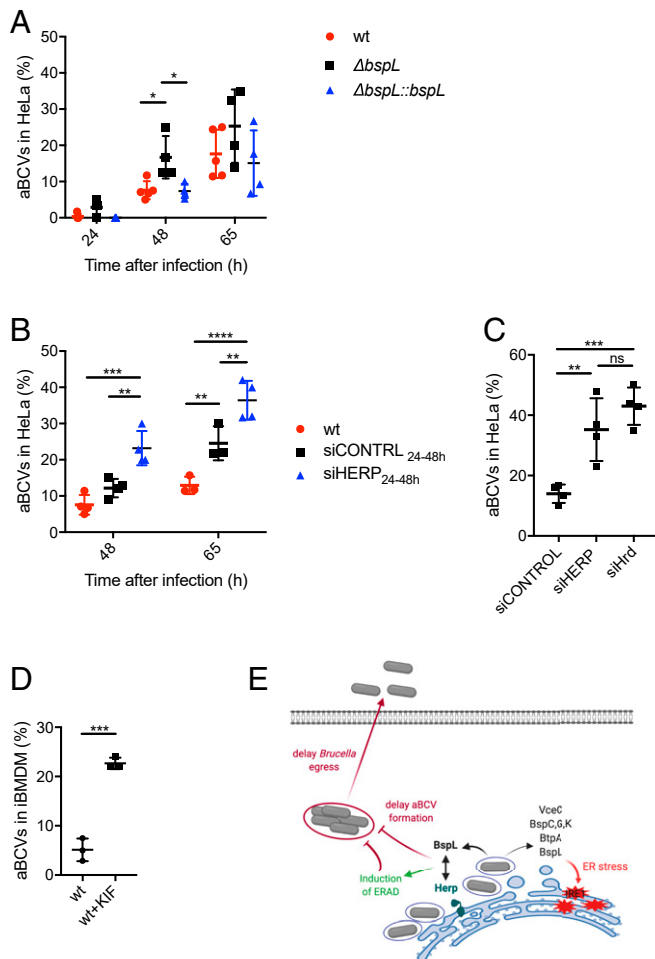 A
aBCVs in HeLa (%)
50
40
30
20
10
0
24
48
65
Time after infection (h)
*
*
wt
ΔbspL
ΔbspL::bspL
B
aBCVs in HeLa (%)
50
40
30
20
10
0
48
65
Time after infection (h)
***
**
****
**
**
wt
siCONTRL 24-48h
siHERP24-48h
C
aBCVs in HeLa (%)
60
40
20
0
siCONTROL
siHERP
siHrd
***
**
ns
D
aBCVs in iBMDM (%)
30
20
10
0
wt
wt+KIF
***
E
delay Brucella
egress
delay aBCV
formation
VceC
BspC,G,K
BtpA
BspL
BspL
ER stress
Induction
of ERAD
Herp
IRE1